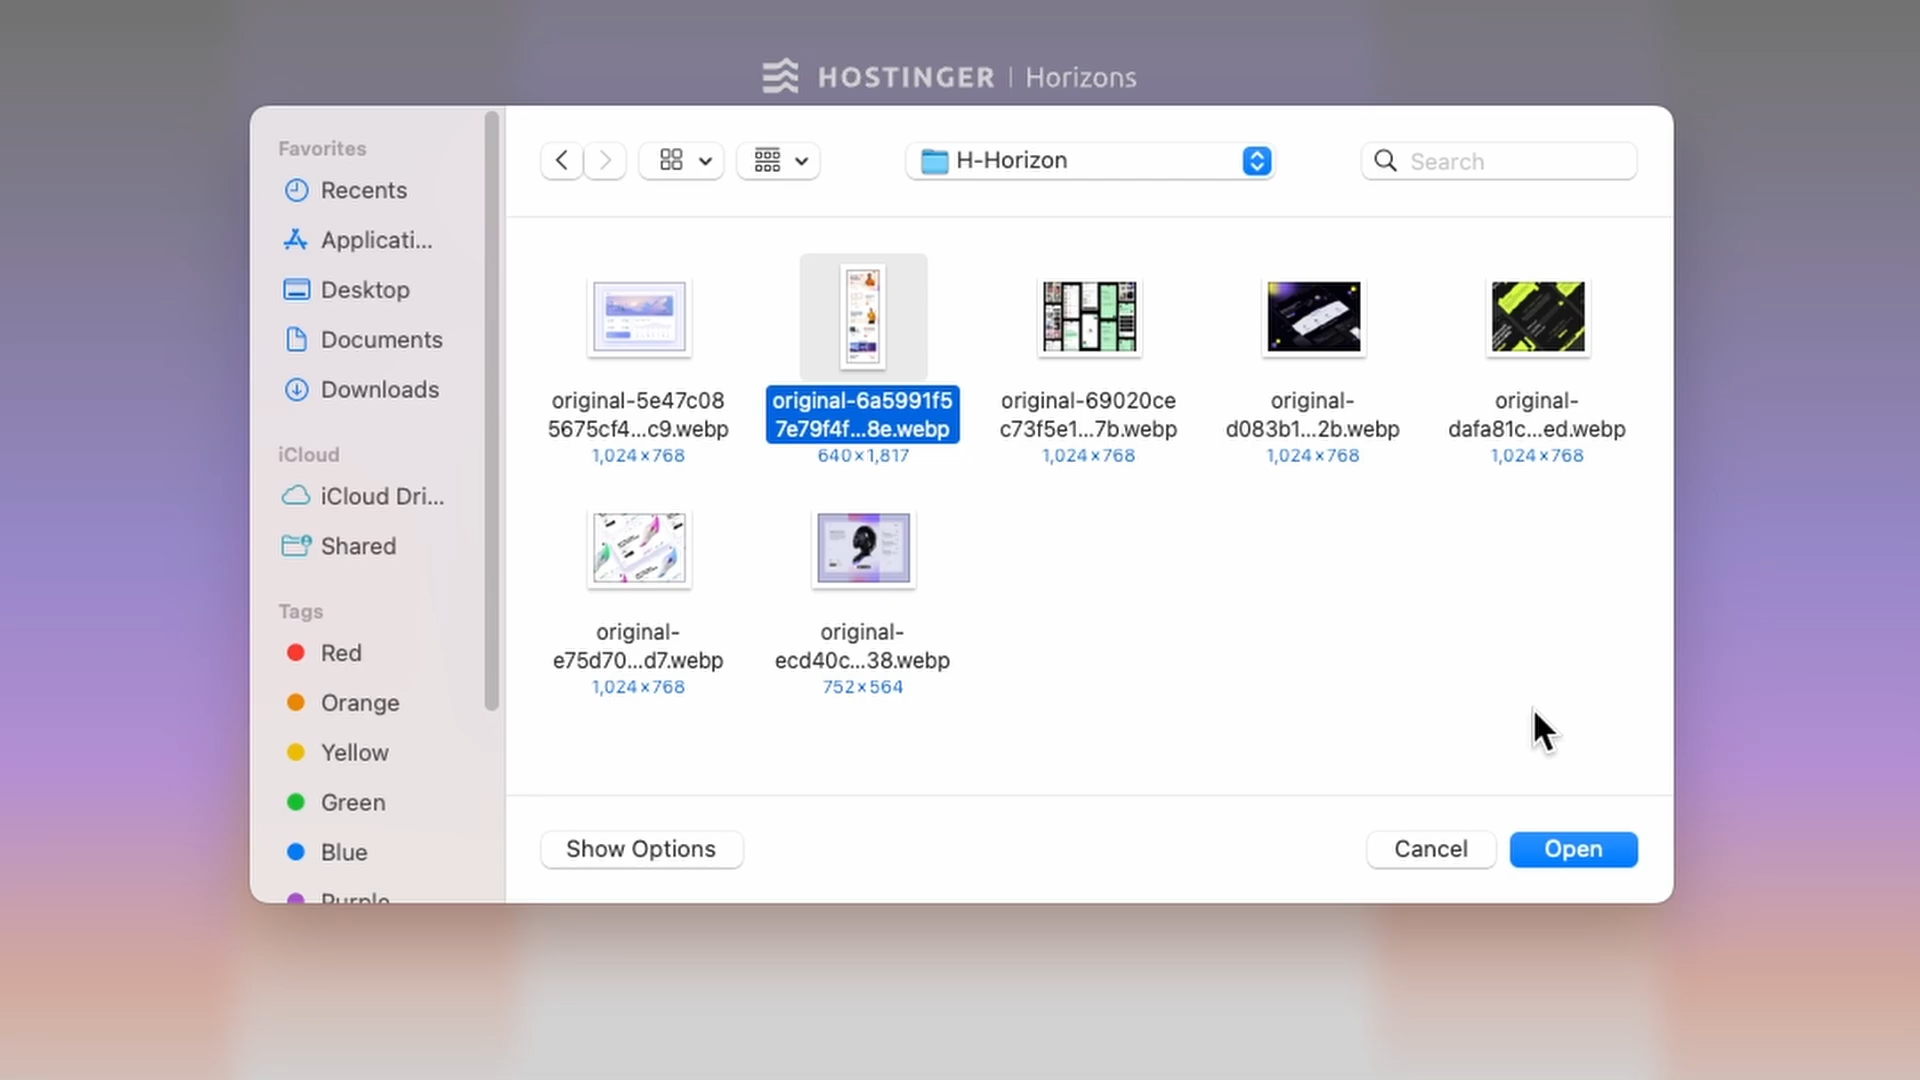 HOSTINGER | Horizons
Favorites
Recents
Applicati...
Desktop
Documents
Downloads
iCloud
iCloud Dri...
Shared
Tags
Red
Orange
Yellow
Green
Blue
Purple
H-Horizon
Search
original-5e47c08
5675cf4...c9.webp
1,024×768
original-6a5991f5
7e79f4f...8e.webp
640×1,817
original-69020ce
c73f5e1...7b.webp
1,024×768
original-
d083b1...2b.webp
1,024×768
original-
dafa81c...ed.webp
1,024×768
original-
e75d70...d7.webp
1,024×768
original-
ecd40c...38.webp
752×564
Show Options
Cancel
Open